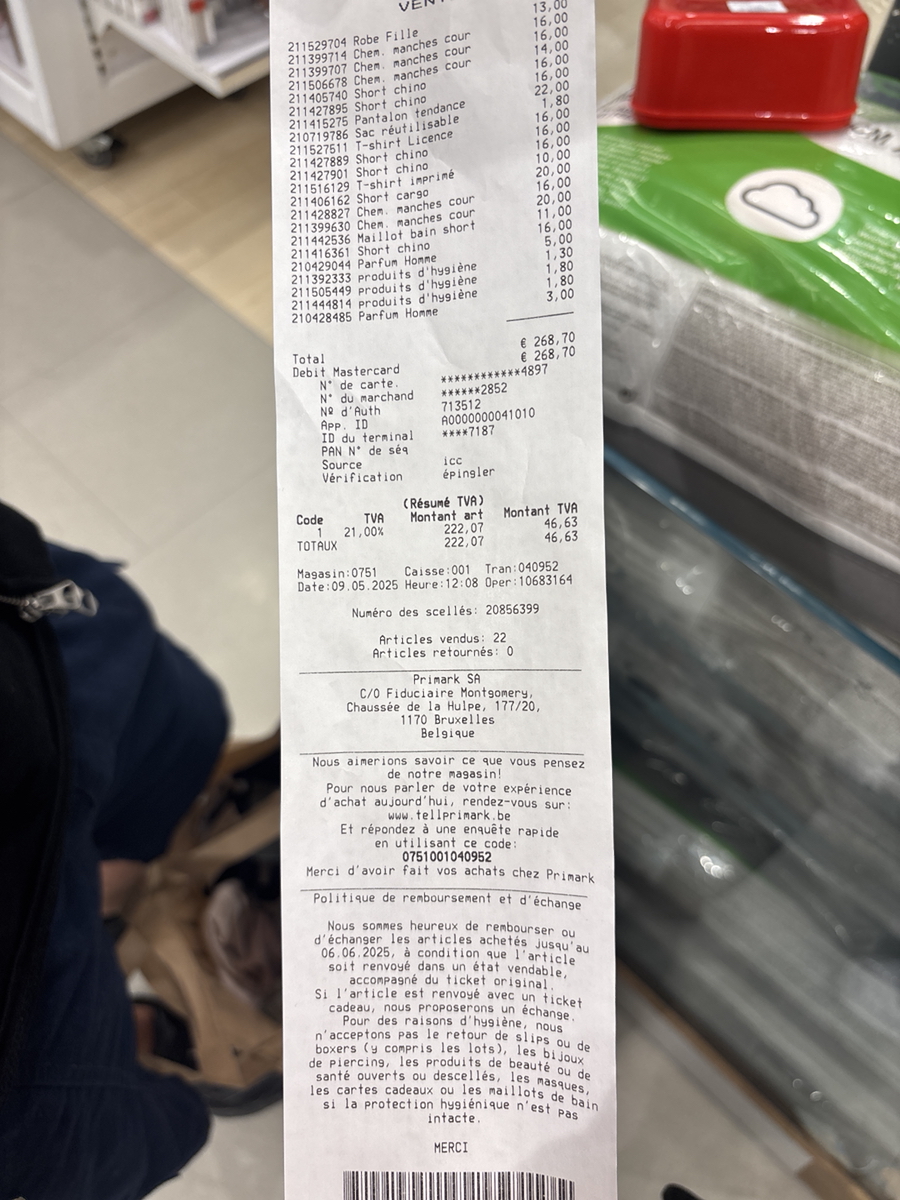 VEN
211529704 Robe Fille 13,00
211399714 Chem. manches cour 16,00
211399707 Chem. manches cour 16,00
211506678 Chem. manches cour 14,00
211405740 Short chino 16,00
211427895 Short chino 16,00
211415275 Pantalon tendance 22,00
210719786 Sac réutilisable 1,80
211527511 T-shirt Licence 16,00
211427889 Short chino 16,00
211427901 Short chino 16,00
211516129 T-shirt imprimé 10,00
211406162 Short cargo 20,00
211428827 Chem. manches cour 16,00
211399630 Chem. manches cour 20,00
211442536 Maillot bain short 11,00
211416361 Short chino 16,00
210429044 Parfum Homme 5,00
211392333 produits d'hygiène 1,30
211505449 produits d'hygiène 1,80
211444814 produits d'hygiène 1,80
210428485 Parfum Homme 3,00
Total € 268,70
Debit Mastercard € 268,70
N° de carte. ************4897
N° du marchand ******2852
Nº d'Auth 713512
App. ID A0000000041010
ID du terminal ****7187
PAN N° de séq
Source icc
Vérification épingler
(Résumé TVA)
Code TVA Montant art Montant TVA
1 21,00% 222,07 46,63
TOTAUX 222,07 46,63
Magasin:0751 Caisse:001 Tran:040952
Date:09.05.2025 Heure:12:08 Oper:10683164
Numéro des scellés: 20856399
Articles vendus: 22
Articles retournés: 0
Primark SA
C/O Fiduciaire Montgomery,
Chaussée de la Hulpe, 177/20,
1170 Bruxelles
Belgique
Nous aimerions savoir ce que vous pensez
de notre magasin!
Pour nous parler de votre expérience
d'achat aujourd'hui, rendez-vous sur:
www.tellprimark.be
Et répondez à une enquête rapide
en utilisant ce code:
0751001040952
Merci d'avoir fait vos achats chez Primark
Politique de remboursement et d'échange
Nous sommes heureux de rembourser ou
d'échanger les articles achetés jusqu'au
06.06.2025, à condition que l'article
soit renvoyé dans un état vendable,
accompagné du ticket original.
Si l'article est renvoyé avec un ticket
cadeau, nous proposerons un échange.
Pour des raisons d'hygiène, nous
n'acceptons pas le retour de slips ou de
boxers (y compris les lots), les bijoux
de piercing, les produits de beauté ou de
santé ouverts ou descellés, les masques,
les cartes cadeaux ou les maillots de bain
si la protection hygiénique n'est pas
intacte.
MERCI